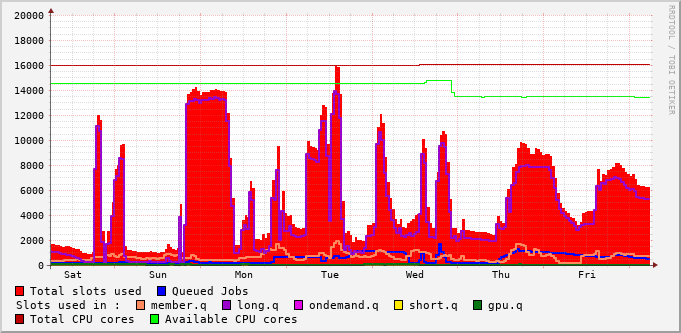 RRDTOOL / TOBI OETIKER
20000
18000
16000
14000
12000
10000
8000
6000
4000
2000
0
Sat Sun Mon Tue Wed Thu Fri
Total slots used Queued Jobs
Slots used in : member.q long.q ondemand.q short.q gpu.q
Total CPU cores Available CPU cores